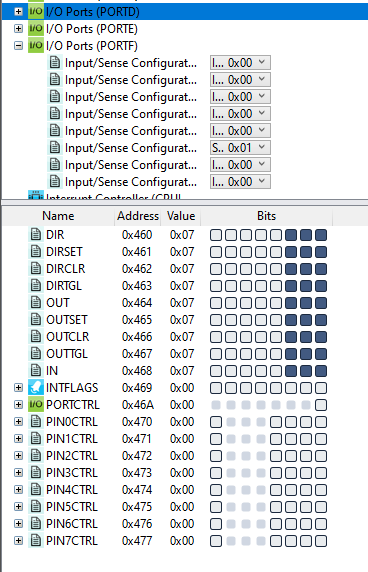 I/O I/O Ports (PORTD)
I/O I/O Ports (PORTE)
I/O I/O Ports (PORTF)
Input/Sense Configurat... I... 0x00
Input/Sense Configurat... I... 0x00
Input/Sense Configurat... I... 0x00
Input/Sense Configurat... I... 0x00
Input/Sense Configurat... I... 0x00
Input/Sense Configurat... S.. 0x01
Input/Sense Configurat... I... 0x00
Input/Sense Configurat... I... 0x00
Interrupt Controller (CPUI
Name Address Value Bits
DIR 0x460 0x07
DIRSET 0x461 0x07
DIRCLR 0x462 0x07
DIRTGL 0x463 0x07
OUT 0x464 0x07
OUTSET 0x465 0x07
OUTCLR 0x466 0x07
OUTTGL 0x467 0x07
IN 0x468 0x07
INTFLAGS 0x469 0x00
I/O PORTCTRL 0x46A 0x00
PIN0CTRL 0x470 0x00
PIN1CTRL 0x471 0x00
PIN2CTRL 0x472 0x00
PIN3CTRL 0x473 0x00
PIN4CTRL 0x474 0x00
PIN5CTRL 0x475 0x00
PIN6CTRL 0x476 0x00
PIN7CTRL 0x477 0x00